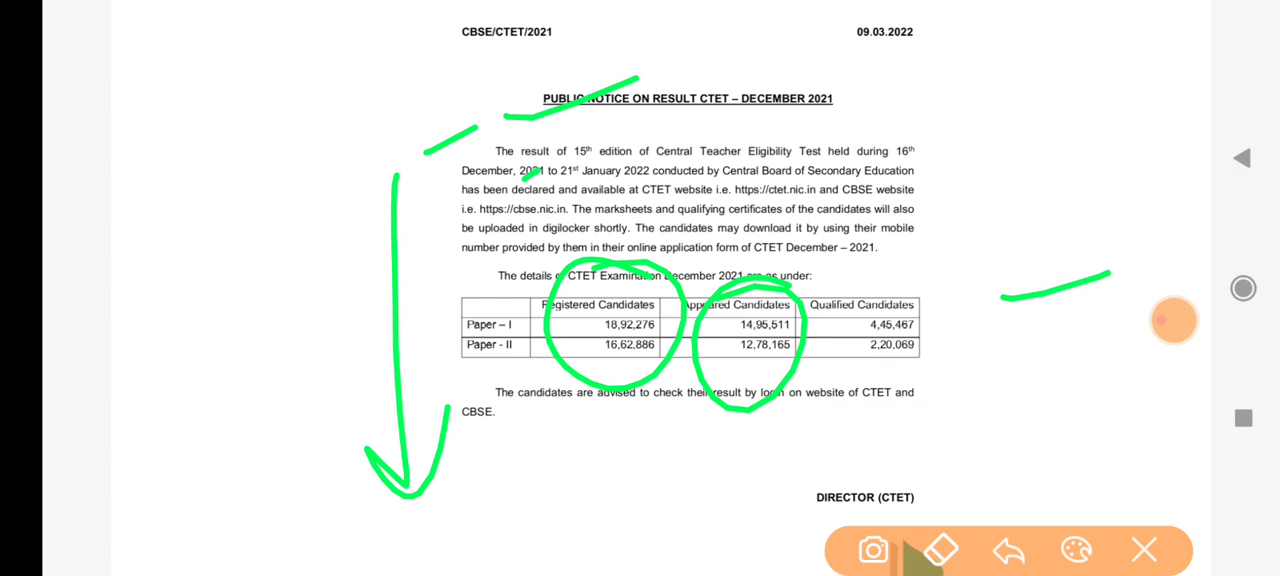 CBSE/CTET/2021 09.03.2022
PUBLIC NOTICE ON RESULT CTET – DECEMBER 2021
The result of 15th edition of Central Teacher Eligibility Test held during 16th
December, 2021 to 21st January 2022 conducted by Central Board of Secondary Education
has been declared and available at CTET website i.e. https://ctet.nic.in and CBSE website
i.e. https://cbse.nic.in. The marksheets and qualifying certificates of the candidates will also
be uploaded in digilocker shortly. The candidates may download it by using their mobile
number provided by them in their online application form of CTET December – 2021.
The details of CTET Examination December 2021 are as under:
Registered Candidates Appeared Candidates Qualified Candidates
Paper – I 18,92,276 14,95,511 4,45,467
Paper - II 16,62,886 12,78,165 2,20,069
The candidates are advised to check their result by login on website of CTET and
CBSE.
DIRECTOR (CTET)